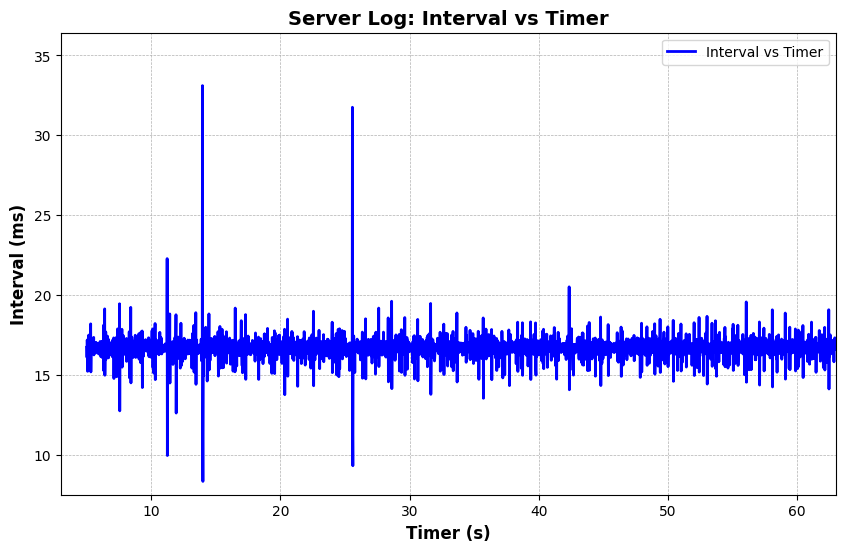 Server Log: Interval vs Timer
Interval vs Timer
35
30
25
20
15
10
Interval (ms)
10 20 30 40 50 60
Timer (s)